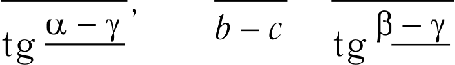 tg α – γ , b – c tg β – γ